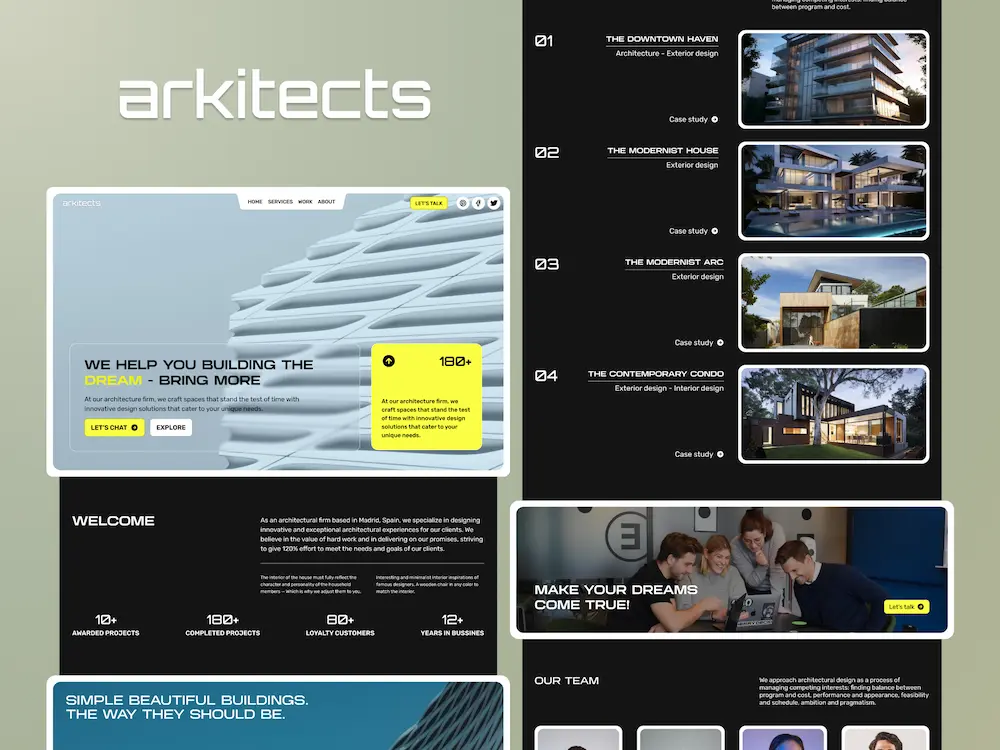 arkitects
arkitects
HOME SERVICES WORK ABOUT
LET'S TALK
WE HELP YOU BUILDING THE
DREAM - BRING MORE
At our architecture firm, we craft spaces that stand the test of time with
innovative design solutions that cater to your unique needs.
LET'S CHAT
EXPLORE
180+
At our architecture firm, we
craft spaces that stand the test
of time with innovative design
solutions that cater to your
unique needs.
WELCOME
As an architectural firm based in Madrid, Spain, we specialize in designing
innovative and exceptional architectural experiences for our clients. We
believe in the value of hard work and in delivering on our promises, striving
to give 120% effort to meet the needs and goals of our clients.
The interior of the house must fully reflect the
character and personality of the household
members — Which is why we adjust them to you.
Interesting and minimalist interior inspirations of
famous designers. A wooden chair in any color to
match the interior.
10+
AWARDED PROJECTS
180+
COMPLETED PROJECTS
80+
LOYALTY CUSTOMERS
12+
YEARS IN BUSSINES
SIMPLE BEAUTIFUL BUILDINGS.
THE WAY THEY SHOULD BE.
between program and cost.
01
THE DOWNTOWN HAVEN
Architecture - Exterior design
Case study
02
THE MODERNIST HOUSE
Exterior design
Case study
03
THE MODERNIST ARC
Exterior design
Case study
04
THE CONTEMPORARY CONDO
Exterior design - Interior design
Case study
MAKE YOUR DREAMS
COME TRUE!
Let's talk
OUR TEAM
We approach architectural design as a process of
managing competing interests: finding balance between
program and cost, performance and appearance, feasibility
and schedule, ambition and pragmatism.